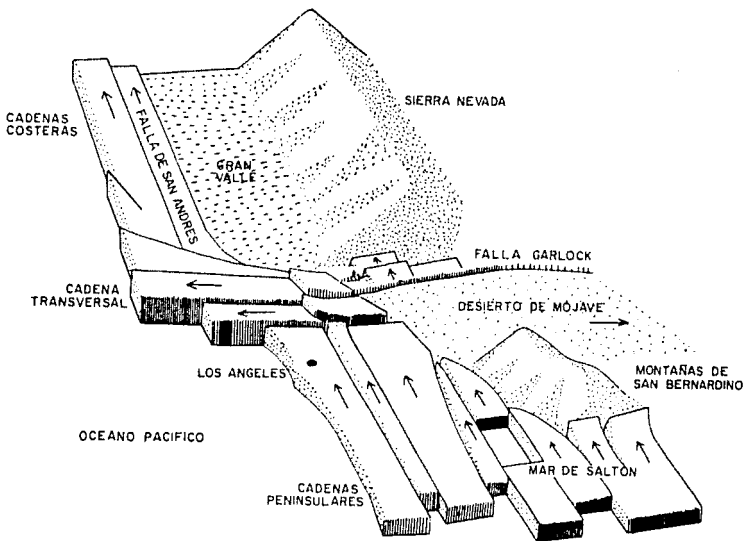 SIERRA NEVADA
CADENAS
COSTERAS
FALLA DE SAN ANDRES
GRAN
VALLE
FALLA GARLOCK
CADENA
TRANSVERSAL
DESIERTO DE MOJAVE
LOS ANGELES
MONTAÑAS DE
SAN BERNARDINO
OCEANO PACIFICO
MAR DE SALTON
CADENAS
PENINSULARES